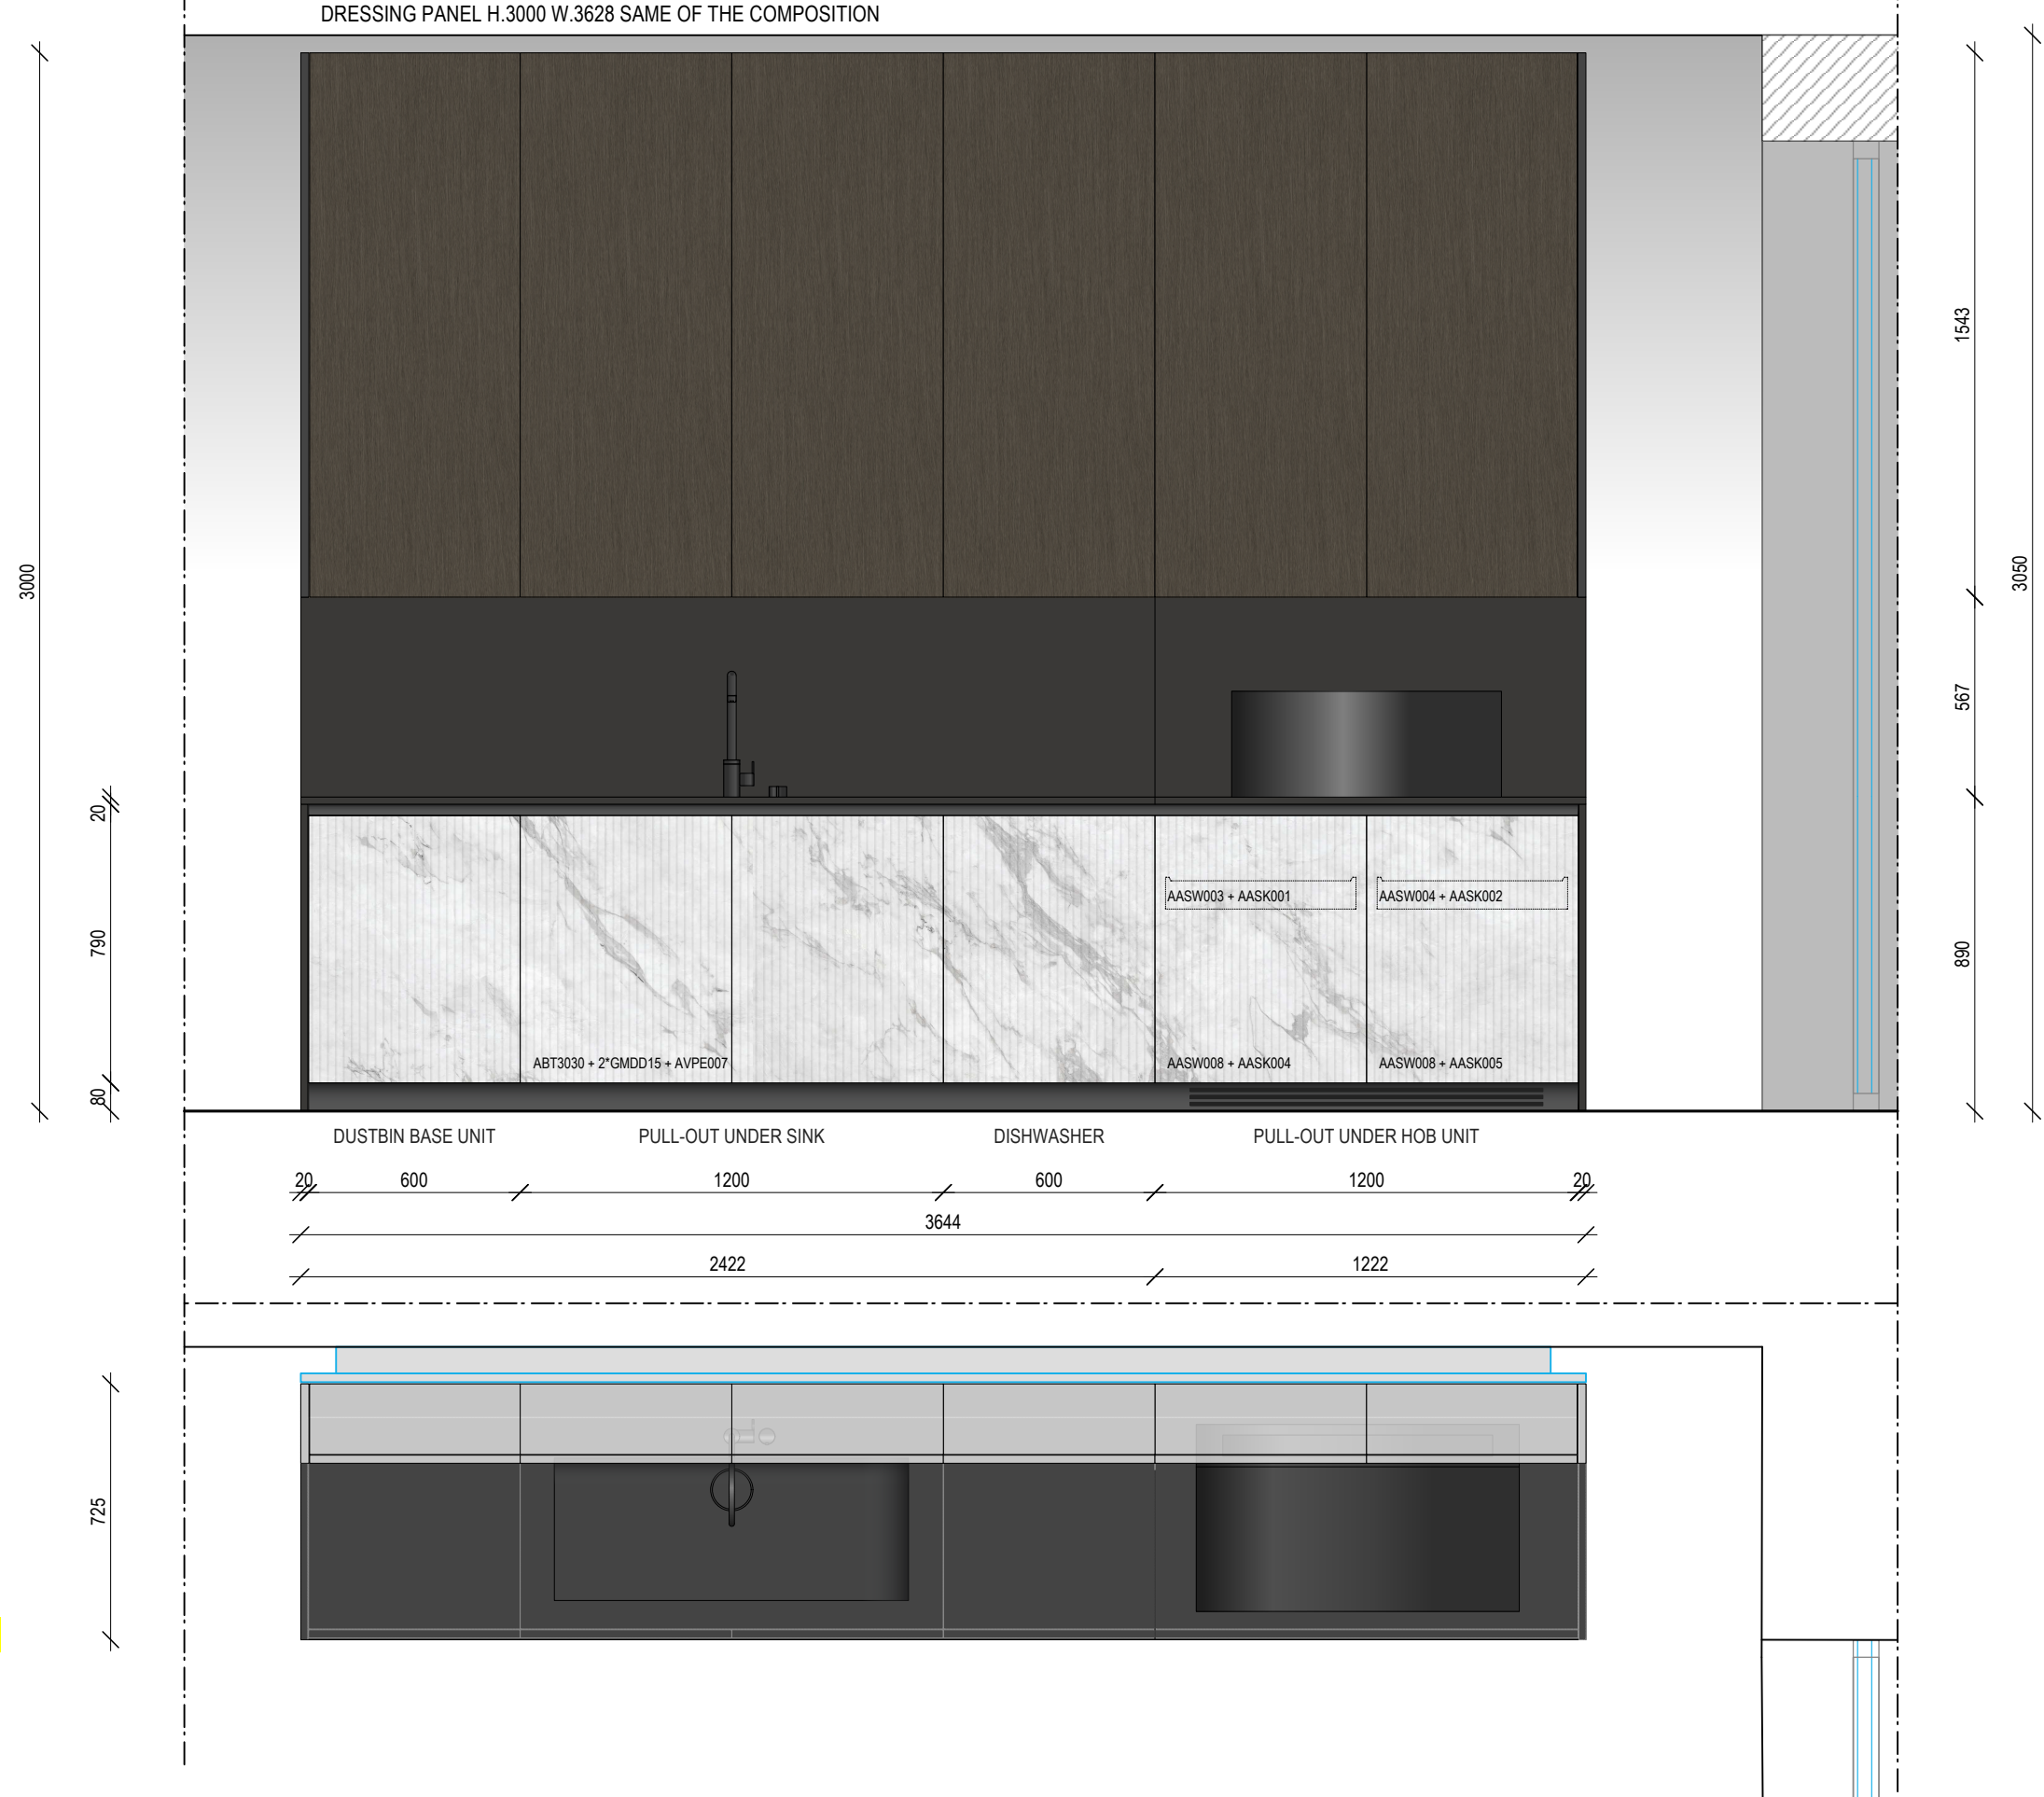 DRESSING PANEL H.3000 W.3628 SAME OF THE COMPOSITION
3000
1543
3050
567
20
790
890
80
AASW003 + AASK001
AASW004 + AASK002
ABT3030 + 2*GMDD15 + AVPE007
AASW008 + AASK004
AASW008 + AASK005
DUSTBIN BASE UNIT
PULL-OUT UNDER SINK
DISHWASHER
PULL-OUT UNDER HOB UNIT
20
600
1200
600
1200
20
3644
2422
1222
725